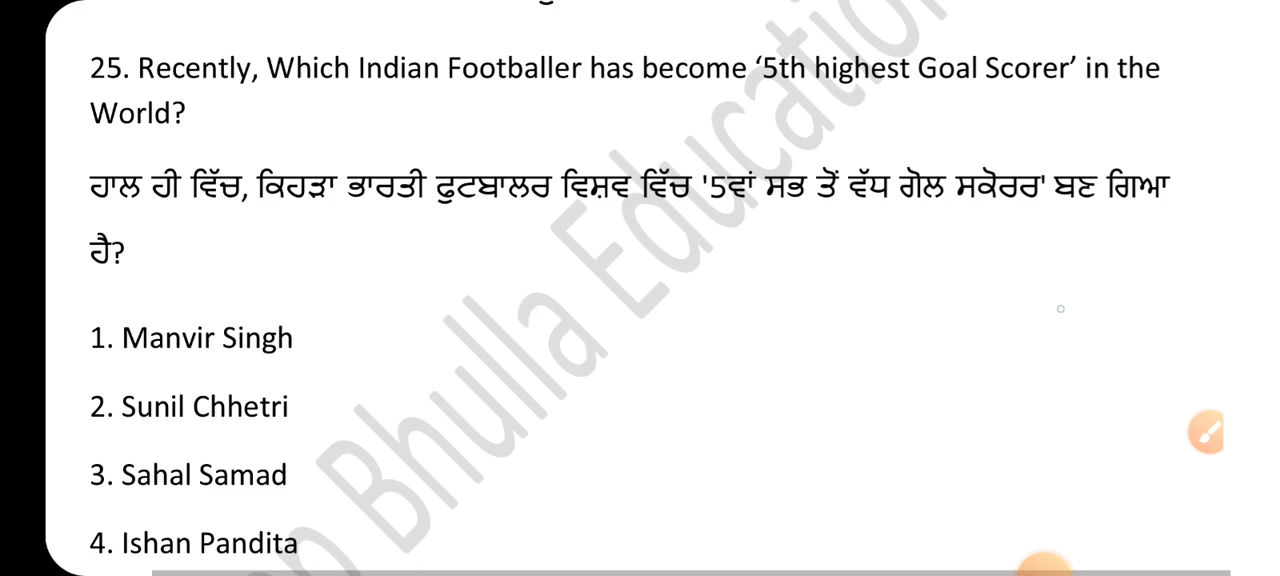 25. Recently, Which Indian Footballer has become ‘5th highest Goal Scorer’ in the
World?
ਹਾਲ ਹੀ ਵਿੱਚ, ਕਿਹੜਾ ਭਾਰਤੀ ਫੁਟਬਾਲਰ ਵਿਸ਼ਵ ਵਿੱਚ '5ਵਾਂ ਸਭ ਤੋਂ ਵੱਧ ਗੋਲ ਸਕੋਰਰ' ਬਣ ਗਿਆ
ਹੈ?
1. Manvir Singh
2. Sunil Chhetri
3. Sahal Samad
4. Ishan Pandita
Bhulla Education